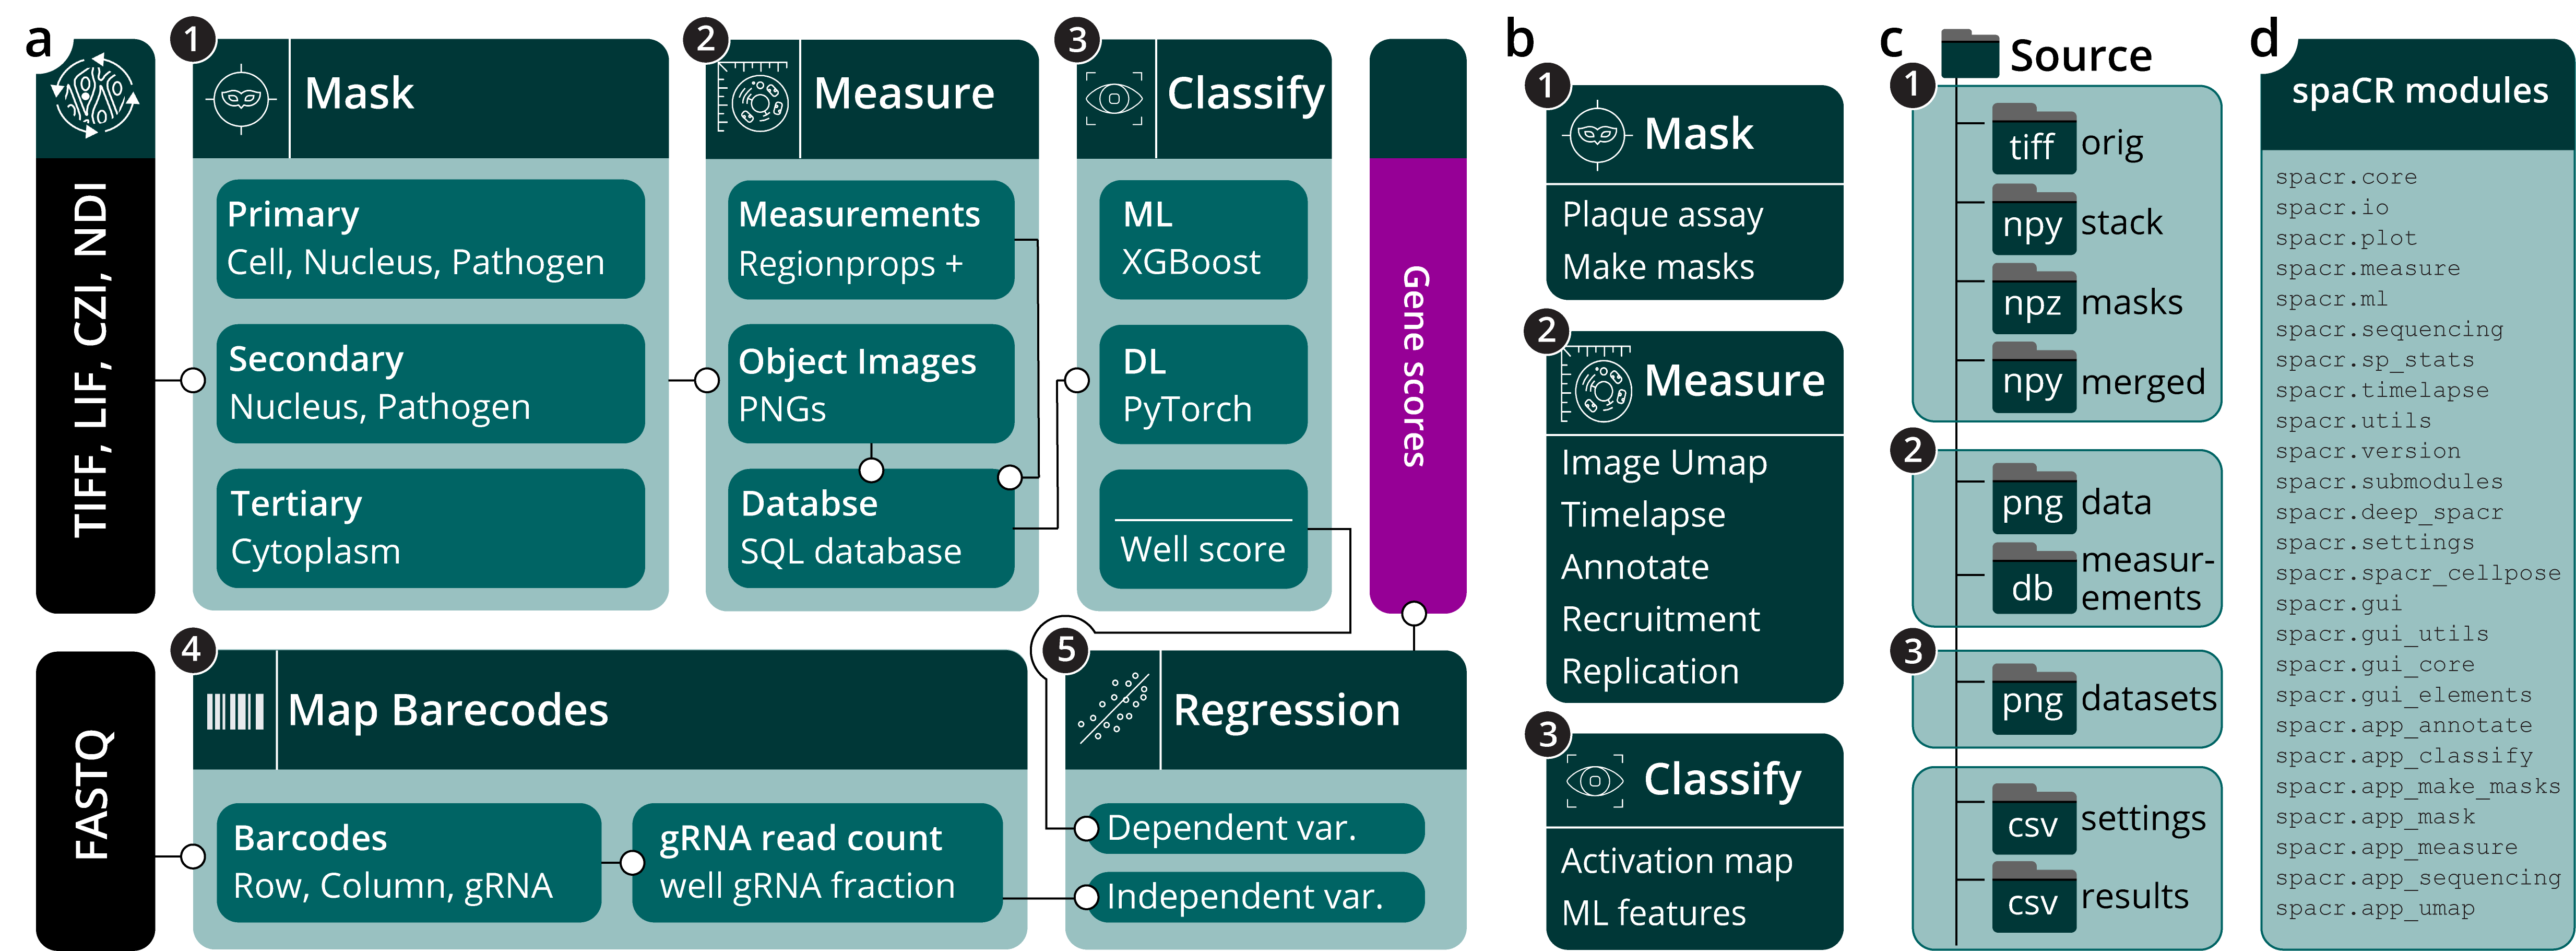 a
TIFF, LIF, CZI, NDI
1
Mask
Primary
Cell, Nucleus, Pathogen
Secondary
Nucleus, Pathogen
Tertiary
Cytoplasm
2
Measure
Measurements
Regionprops +
Object Images
PNGs
Databse
SQL database
3
Classify
ML
XGBoost
DL
PyTorch
Well score
Gene scores
FASTQ
4
Map Barecodes
Barcodes
Row, Column, gRNA
gRNA read count
well gRNA fraction
5
Regression
Dependent var.
Independent var.
b
1
Mask
Plaque assay
Make masks
2
Measure
Image Umap
Timelapse
Annotate
Recruitment
Replication
3
Classify
Activation map
ML features
c
Source
1
tiff orig
npy stack
npz masks
npy merged
2
png data
db measur-
ements
3
png datasets
csv settings
csv results
d
spaCR modules
spacr.core
spacr.io
spacr.plot
spacr.measure
spacr.ml
spacr.sequencing
spacr.sp_stats
spacr.timelapse
spacr.utils
spacr.version
spacr.submodules
spacr.deep_spacr
spacr.settings
spacr.spacr_cellpose
spacr.gui
spacr.gui_utils
spacr.gui_core
spacr.gui_elements
spacr.app_annotate
spacr.app_classify
spacr.app_make_masks
spacr.app_mask
spacr.app_measure
spacr.app_sequencing
spacr.app_umap